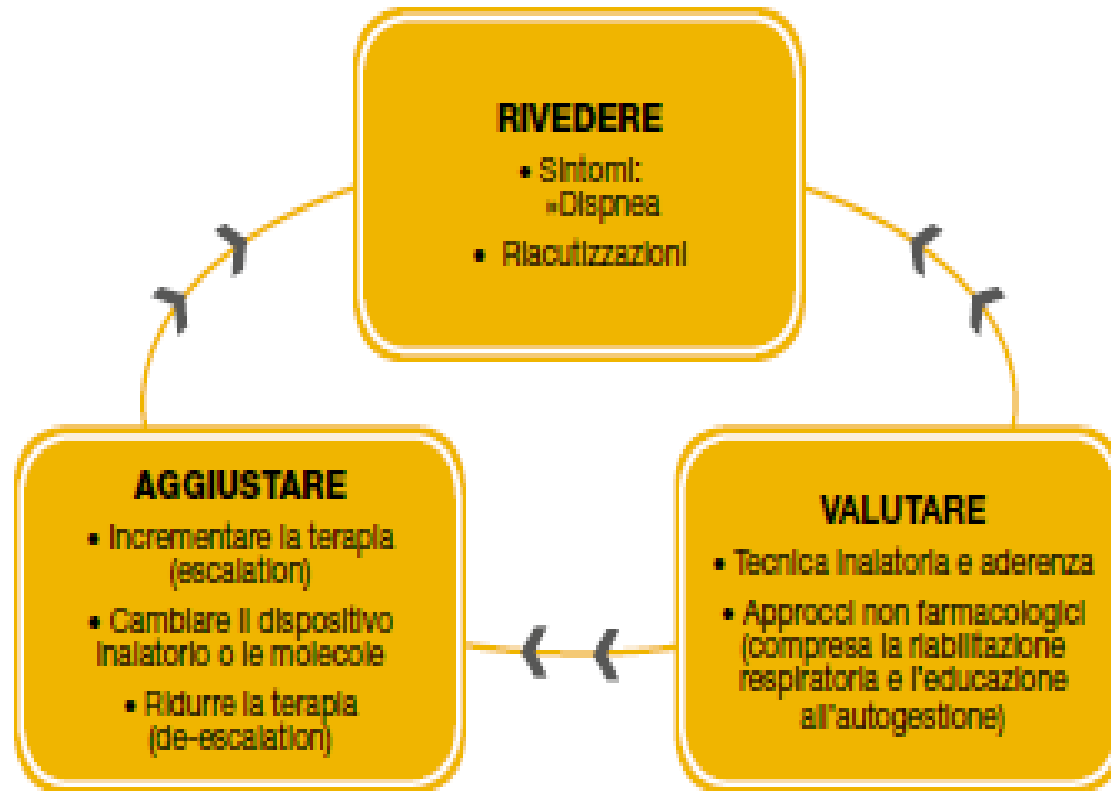 RIVEDERE
• Sintomi:
»Dispnea
• Riacutizzazioni
AGGIUSTARE
• Incrementare la terapia
(escalation)
• Cambiare il dispositivo
inalatorio o le molecole
• Ridurre la terapia
(de-escalation)
VALUTARE
• Tecnica inalatoria e aderenza
• Approcci non farmacologici
(compresa la riabilitazione
respiratoria e l'educazione
all'autogestione)